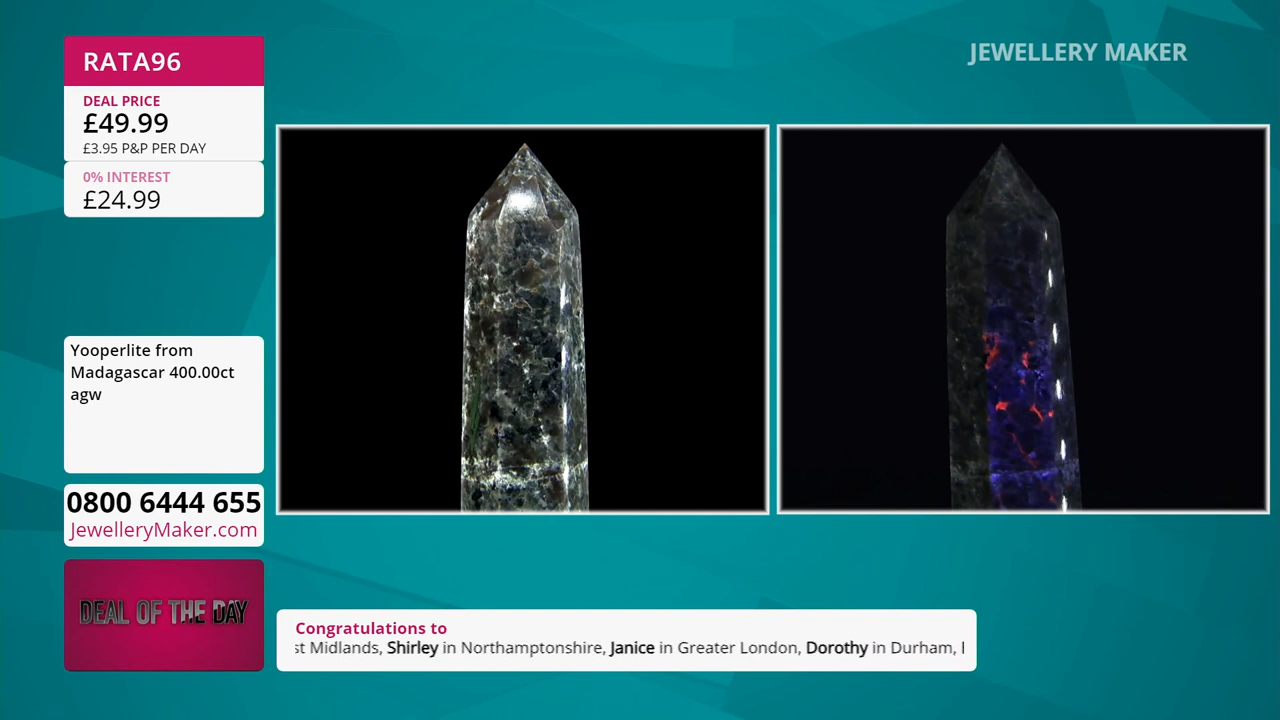 RATA96
DEAL PRICE
£49.99
£3.95 P&P PER DAY
0% INTEREST
£24.99
Yooperlite from
Madagascar 400.00ct
agw
0800 6444 655
JewelleryMaker.com
DEAL OF THE DAY
JEWELLERY MAKER
Congratulations to
st Midlands, Shirley in Northamptonshire, Janice in Greater London, Dorothy in Durham,